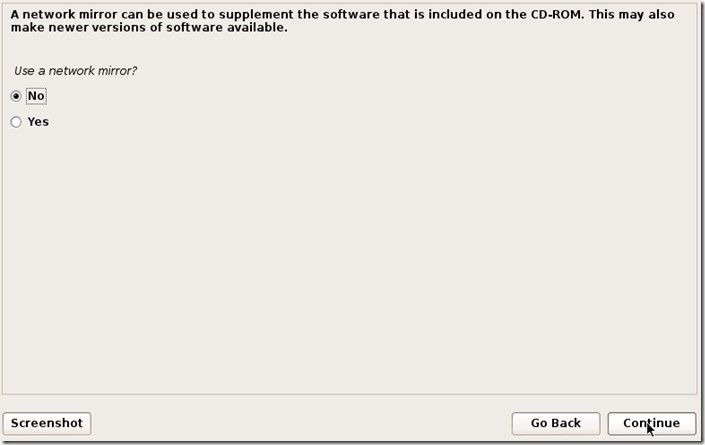 A network mirror can be used to supplement the software that is included on the CD-ROM. This may also
make newer versions of software available.
Use a network mirror?
No
Yes
Screenshot
Go Back
Continue